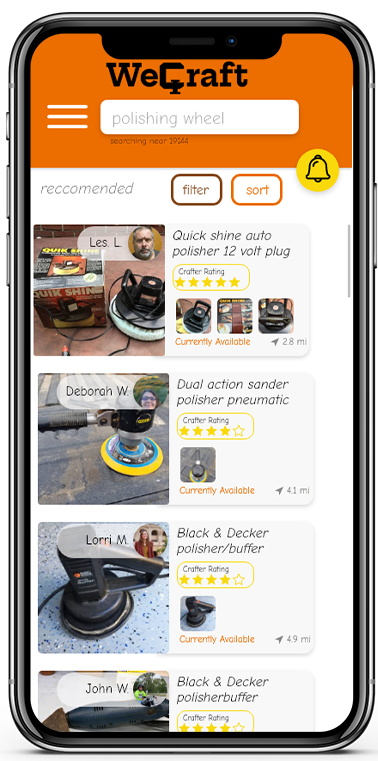 WeCraft
polishing wheel
searching near 19144
reccomended
filter
sort
Les. L.
Quick shine auto
polisher 12 volt plug
Crafter Rating
QUIK SHINE
QUIK SHINE
Currently Available
2.8 mi
Deborah W.
Dual action sander
polisher pneumatic
Crafter Rating
Currently Available
4.1 mi
Lorri M.
Black & Decker
polisher/buffer
Crafter Rating
Currently Available
4.9 mi
John W.
Black & Decker
polisherbuffer
Crafter Rating